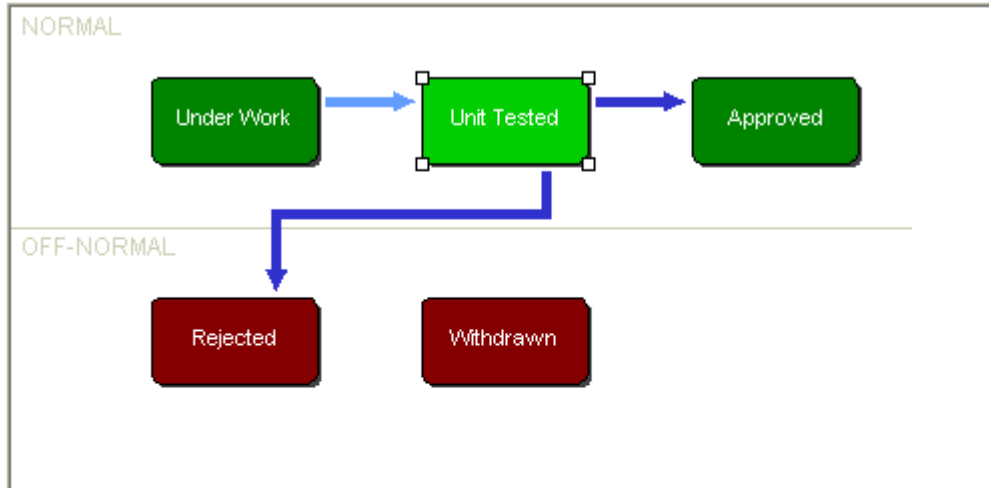 NORMAL
Under Work
Unit Tested
Approved
OFF-NORMAL
Rejected
Withdrawn